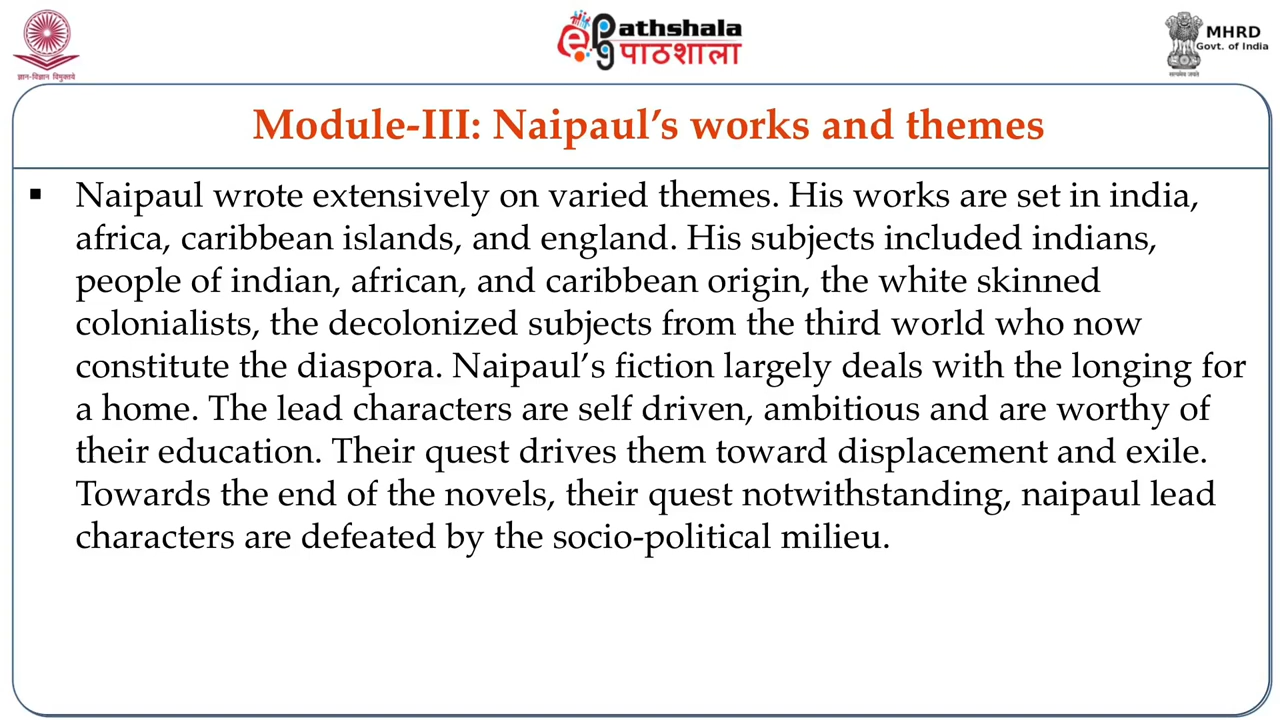 ज्ञान-विज्ञान विमुक्तये
ePg Pathshala
पाठशाला
MHRD
Govt. of India
सत्यमेव जयते
Module-III: Naipaul’s works and themes
▪ Naipaul wrote extensively on varied themes. His works are set in india,
africa, caribbean islands, and england. His subjects included indians,
people of indian, african, and caribbean origin, the white skinned
colonialists, the decolonized subjects from the third world who now
constitute the diaspora. Naipaul’s fiction largely deals with the longing for
a home. The lead characters are self driven, ambitious and are worthy of
their education. Their quest drives them toward displacement and exile.
Towards the end of the novels, their quest notwithstanding, naipaul lead
characters are defeated by the socio-political milieu.